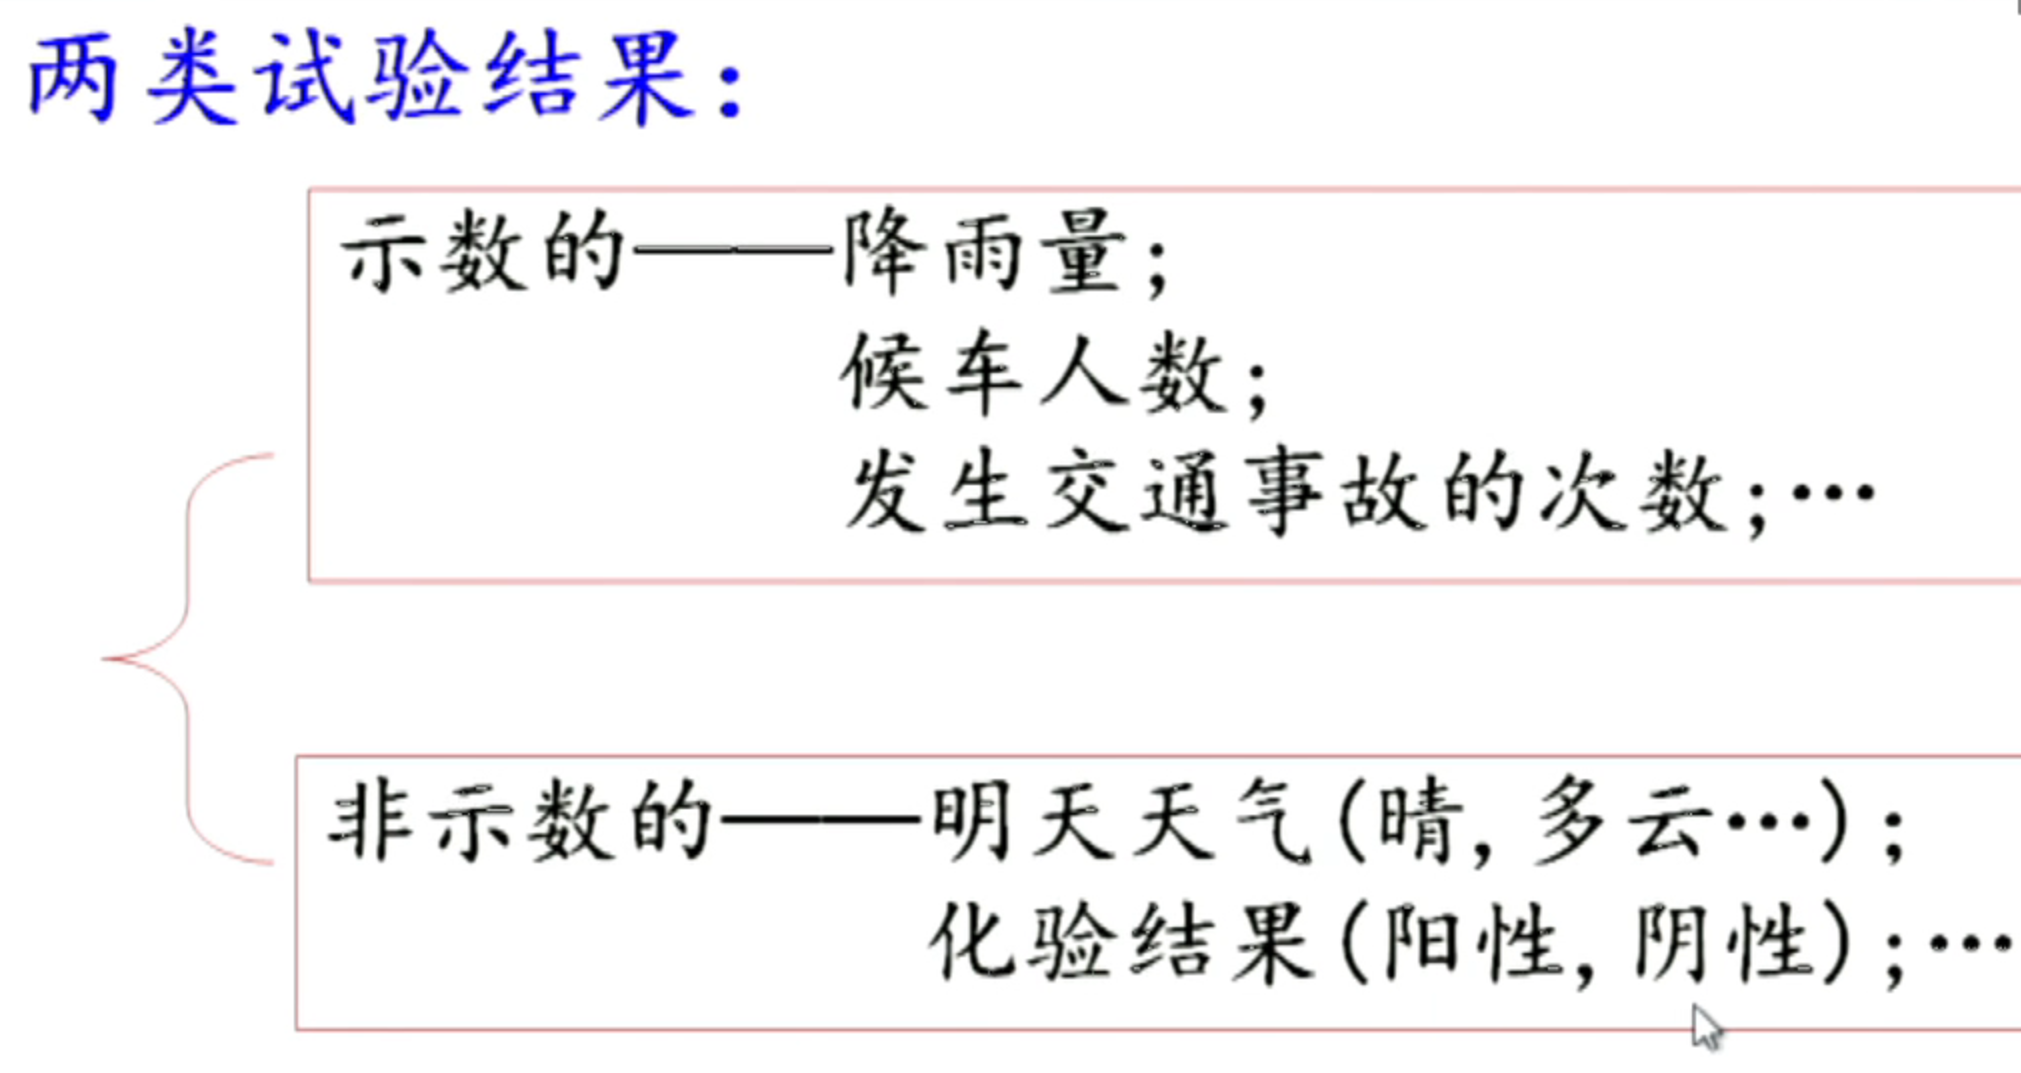 两类试验结果：
示数的——降雨量；
候车人数；
发生交通事故的次数；…
非示数的——明天天气(晴,多云…)；
化验结果(阳性,阴性)；…